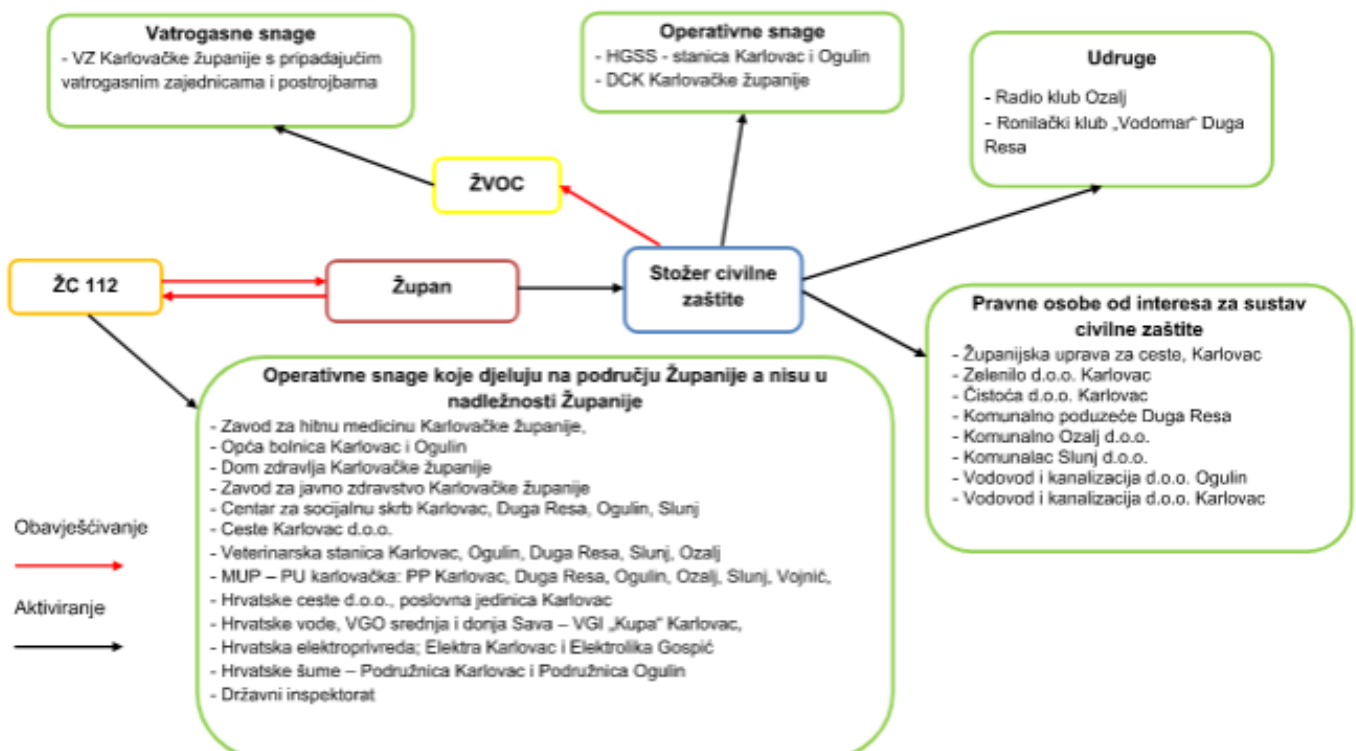 Vatrogasne snage
- VZ Karlovačke županije s pripadajućim
vatrogasnim zajednicama i postrojbama
Operativne snage
- HGSS - stanica Karlovac i Ogulin
- DCK Karlovačke županije
Udruge
- Radio klub Ozalj
- Ronilački klub „Vodomar“ Duga
Resa
ŽVOC
ŽC 112
Župan
Stožer civilne
zaštite
Pravne osobe od interesa za sustav
civilne zaštite
- Županijska uprava za ceste, Karlovac
- Zelenilo d.o.o. Karlovac
- Čistoća d.o.o. Karlovac
- Komunalno poduzeće Duga Resa
- Komunalno Ozalj d.o.o.
- Komunalac Slunj d.o.o.
- Vodovod i kanalizacija d.o.o. Ogulin
- Vodovod i kanalizacija d.o.o. Karlovac
Operativne snage koje djeluju na području Županije a nisu u
nadležnosti Županije
- Zavod za hitnu medicinu Karlovačke županije,
- Opća bolnica Karlovac i Ogulin
- Dom zdravlja Karlovačke županije
- Zavod za javno zdravstvo Karlovačke županije
- Centar za socijalnu skrb Karlovac, Duga Resa, Ogulin, Slunj
- Ceste Karlovac d.o.o.
- Veterinarska stanica Karlovac, Ogulin, Duga Resa, Slunj, Ozalj
- MUP – PU karlovačka: PP Karlovac, Duga Resa, Ogulin, Ozalj, Slunj, Vojnić,
- Hrvatske ceste d.o.o., poslovna jedinica Karlovac
- Hrvatske vode, VGO srednja i donja Sava – VGI „Kupa“ Karlovac,
- Hrvatska elektroprivreda; Elektra Karlovac i Elektrolika Gospić
- Hrvatske šume – Podružnica Karlovac i Podružnica Ogulin
- Državni inspektorat
Obavješćivanje
Aktiviranje